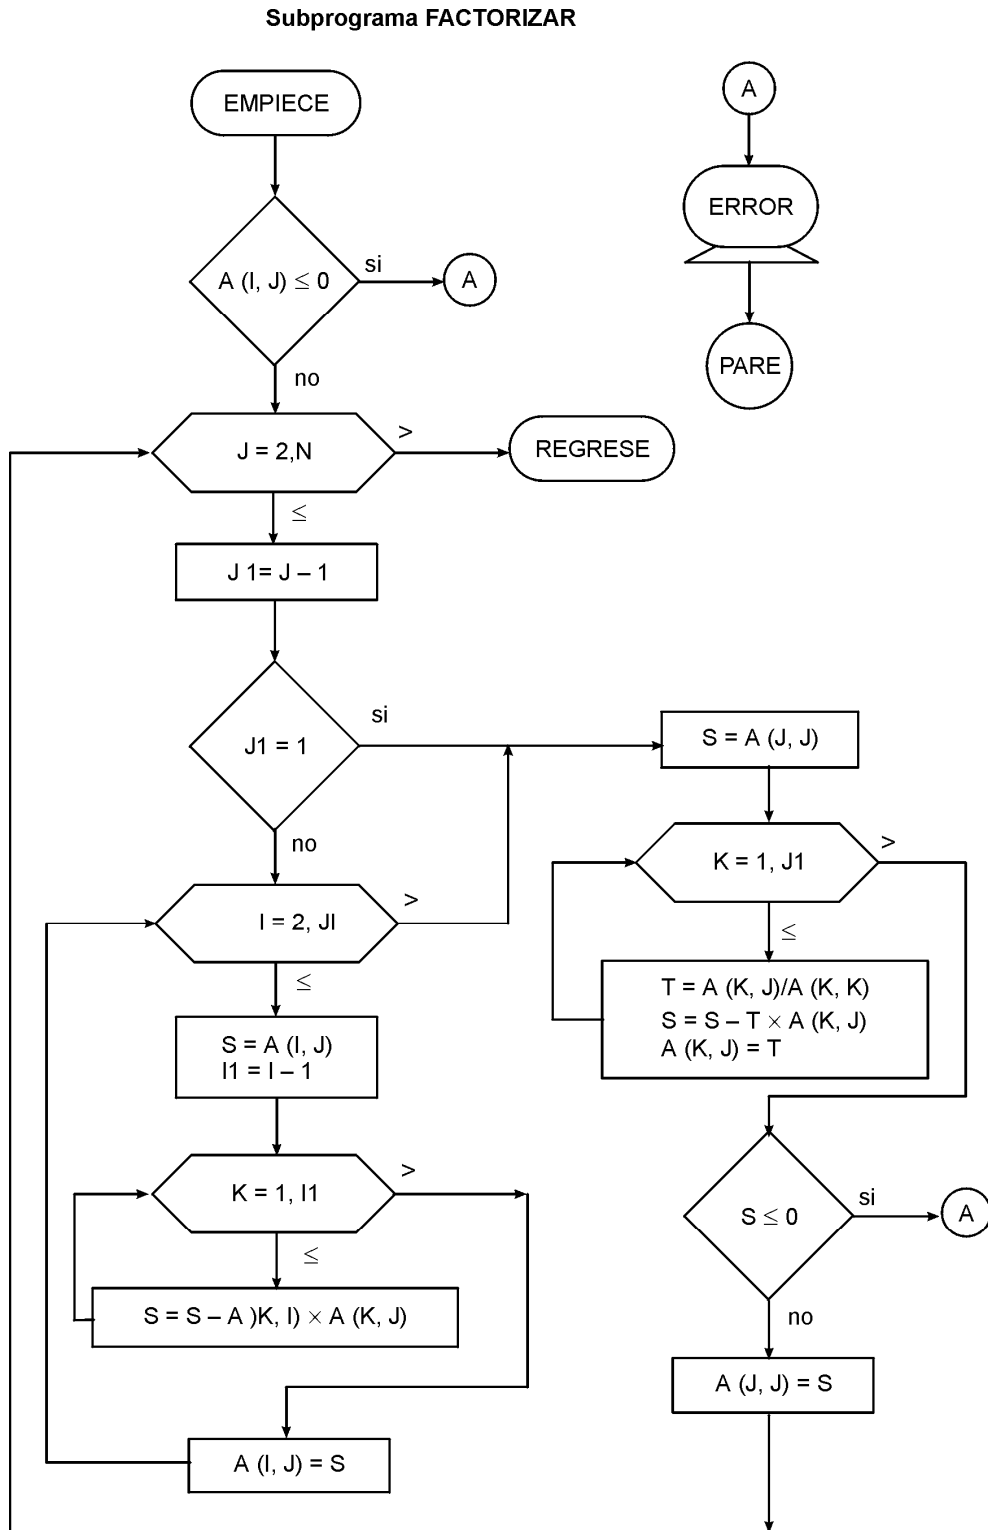 Subprograma FACTORIZAR
EMPIECE
A (I, J) ≤ 0
si
A
no
J = 2,N
>
REGRESE
≤
J 1= J – 1
J1 = 1
si
no
I = 2, JI
>
≤
S = A (I, J)
I1 = I – 1
K = 1, I1
>
≤
S = S – A )K, I) × A (K, J)
A (I, J) = S
A
ERROR
PARE
S = A (J, J)
K = 1, J1
>
≤
T = A (K, J)/A (K, K)
S = S – T × A (K, J)
A (K, J) = T
S ≤ 0
si
A
no
A (J, J) = S